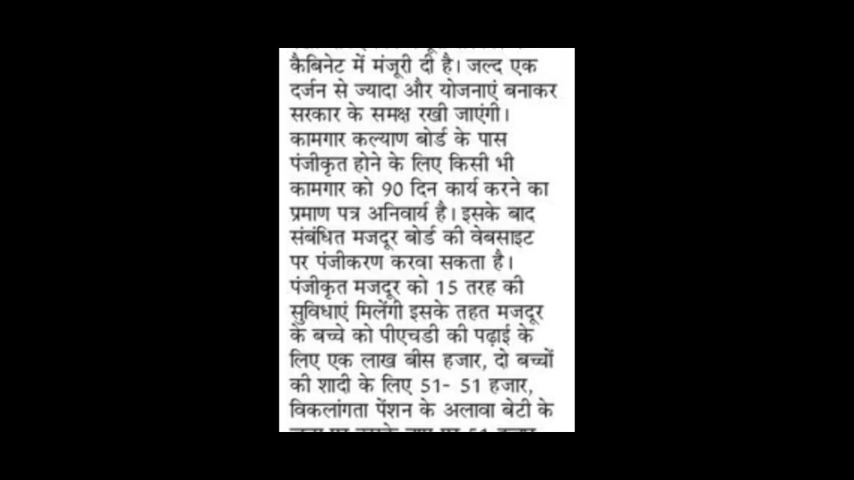 कैबिनेट में मंजूरी दी है। जल्द एक
दर्जन से ज्यादा और योजनाएं बनाकर
सरकार के समक्ष रखी जाएंगी।
कामगार कल्याण बोर्ड के पास
पंजीकृत होने के लिए किसी भी
कामगार को 90 दिन कार्य करने का
प्रमाण पत्र अनिवार्य है। इसके बाद
संबंधित मजदूर बोर्ड की वेबसाइट
पर पंजीकरण करवा सकता है।
पंजीकृत मजदूर को 15 तरह की
सुविधाएं मिलेंगी इसके तहत मजदूर
के बच्चे को पीएचडी की पढ़ाई के
लिए एक लाख बीस हजार, दो बच्चों
की शादी के लिए 51- 51 हजार,
विकलांगता पेंशन के अलावा बेटी के